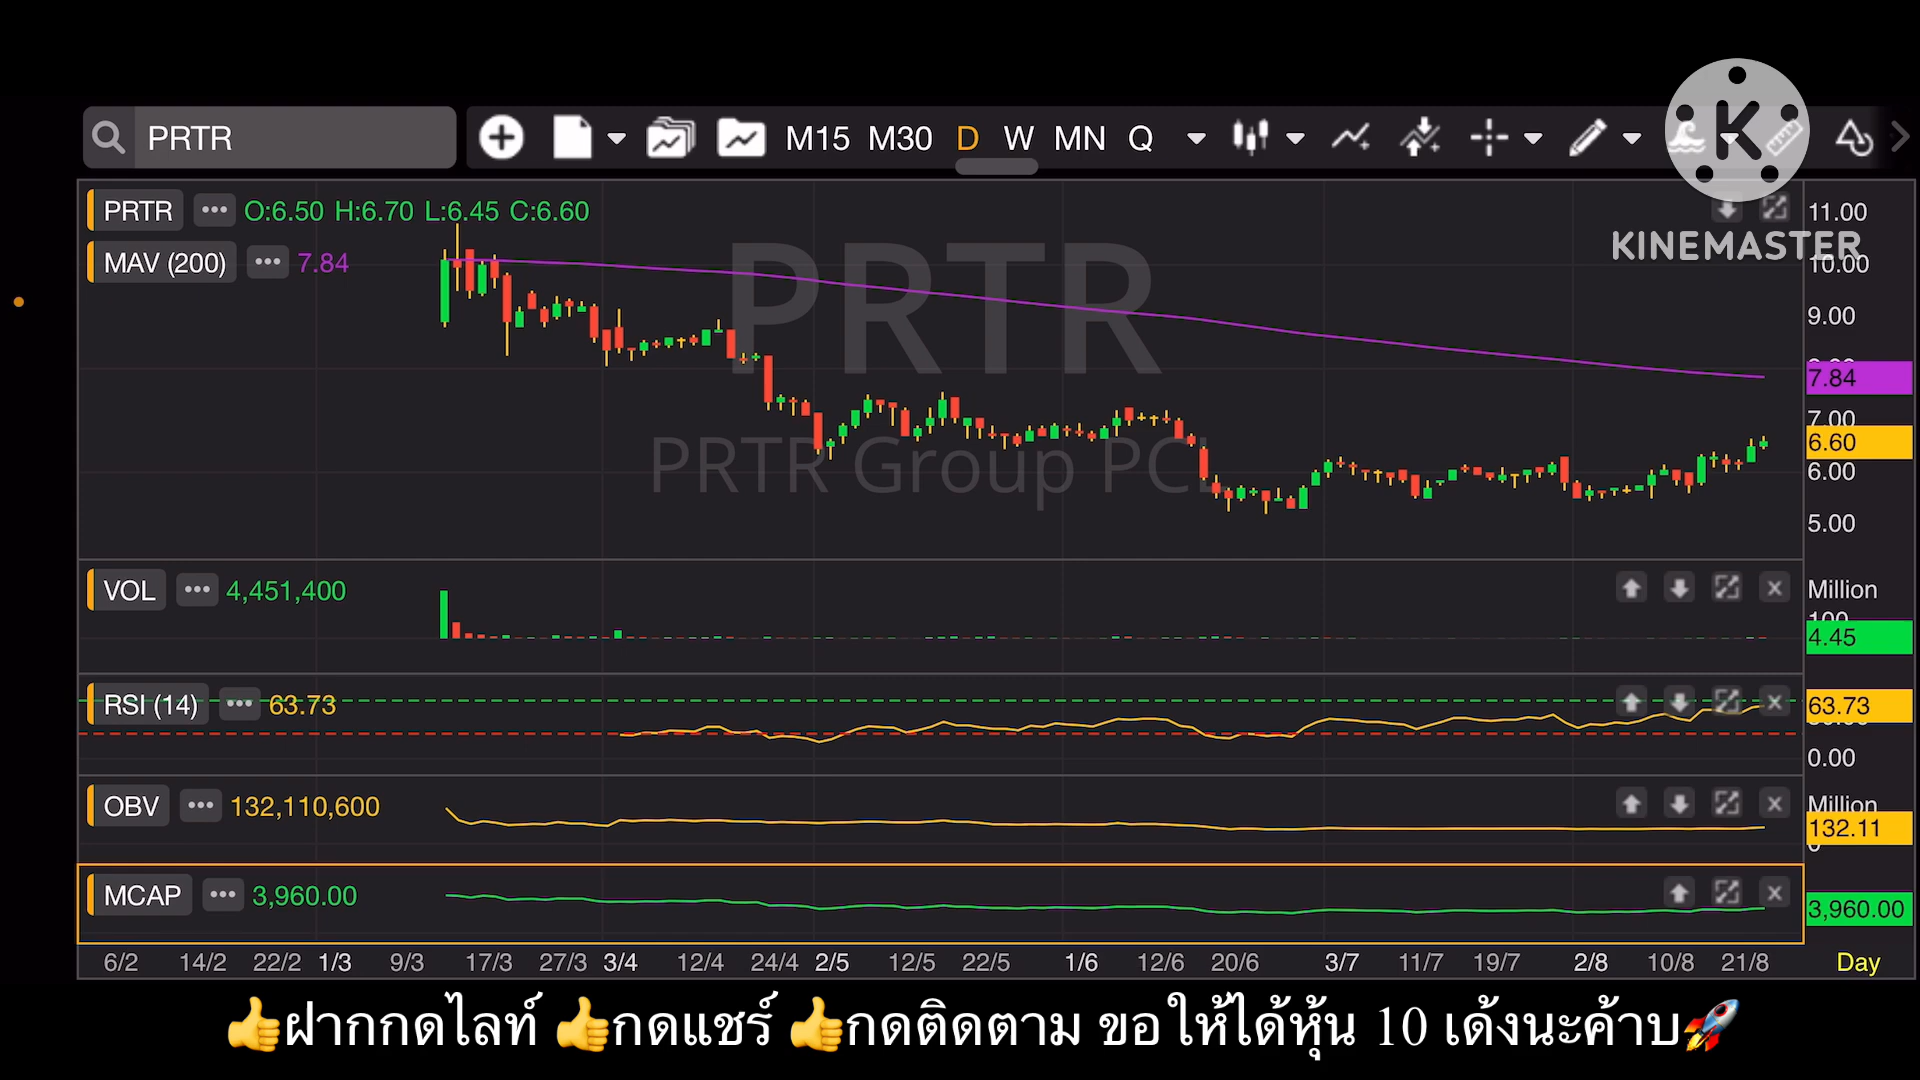 PRTR M15 M30 D W MN Q
K
KINEMASTER
PRTR ••• O:6.50 H:6.70 L:6.45 C:6.60
MAV (200) ••• 7.84
PRTR
PRTR Group PCL
11.00
10.00
9.00
7.84
7.00
6.60
6.00
5.00
VOL ••• 4,451,400
Million
4.45
RSI (14) ••• 63.73
63.73
0.00
OBV ••• 132,110,600
Million
132.11
MCAP ••• 3,960.00
3,960.00
6/2 14/2 22/2 1/3 9/3 17/3 27/3 3/4 12/4 24/4 2/5 12/5 22/5 1/6 12/6 20/6 3/7 11/7 19/7 2/8 10/8 21/8 Day
👍ฝากกดไลท์ 👍กดแชร์ 👍กดติดตาม ขอให้ได้หุ้น 10 เด้งนะค้าบ🚀